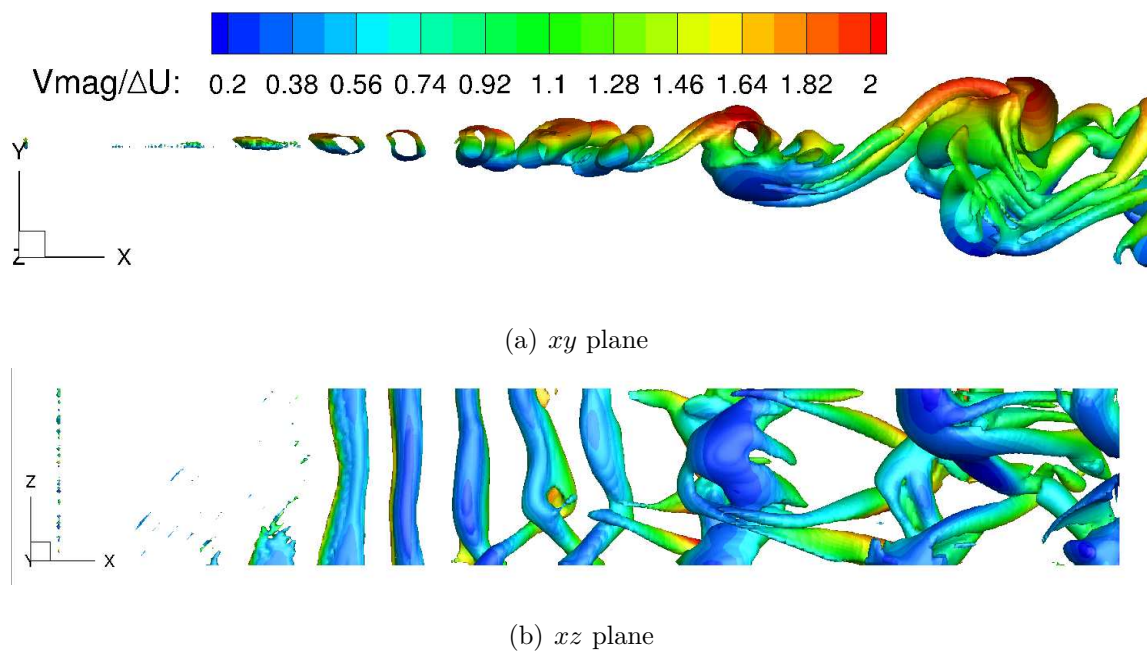 Vmag/ΔU: 0.2 0.38 0.56 0.74 0.92 1.1 1.28 1.46 1.64 1.82 2
Y
Z X
(a) xy plane
Z
Y X
(b) xz plane